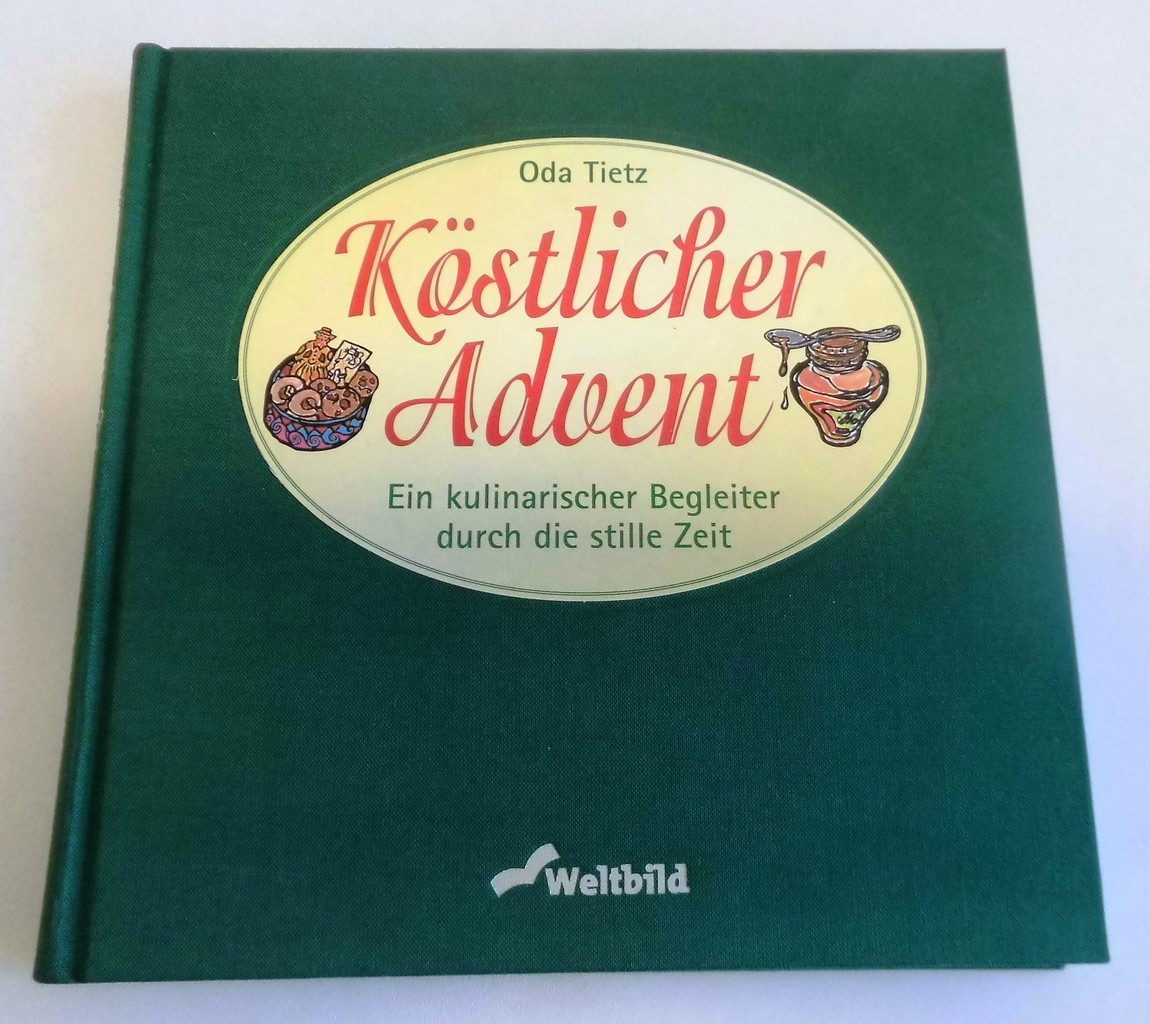 Oda Tietz
Köstlicher
Advent
Ein kulinarischer Begleiter
durch die stille Zeit
Weltbild